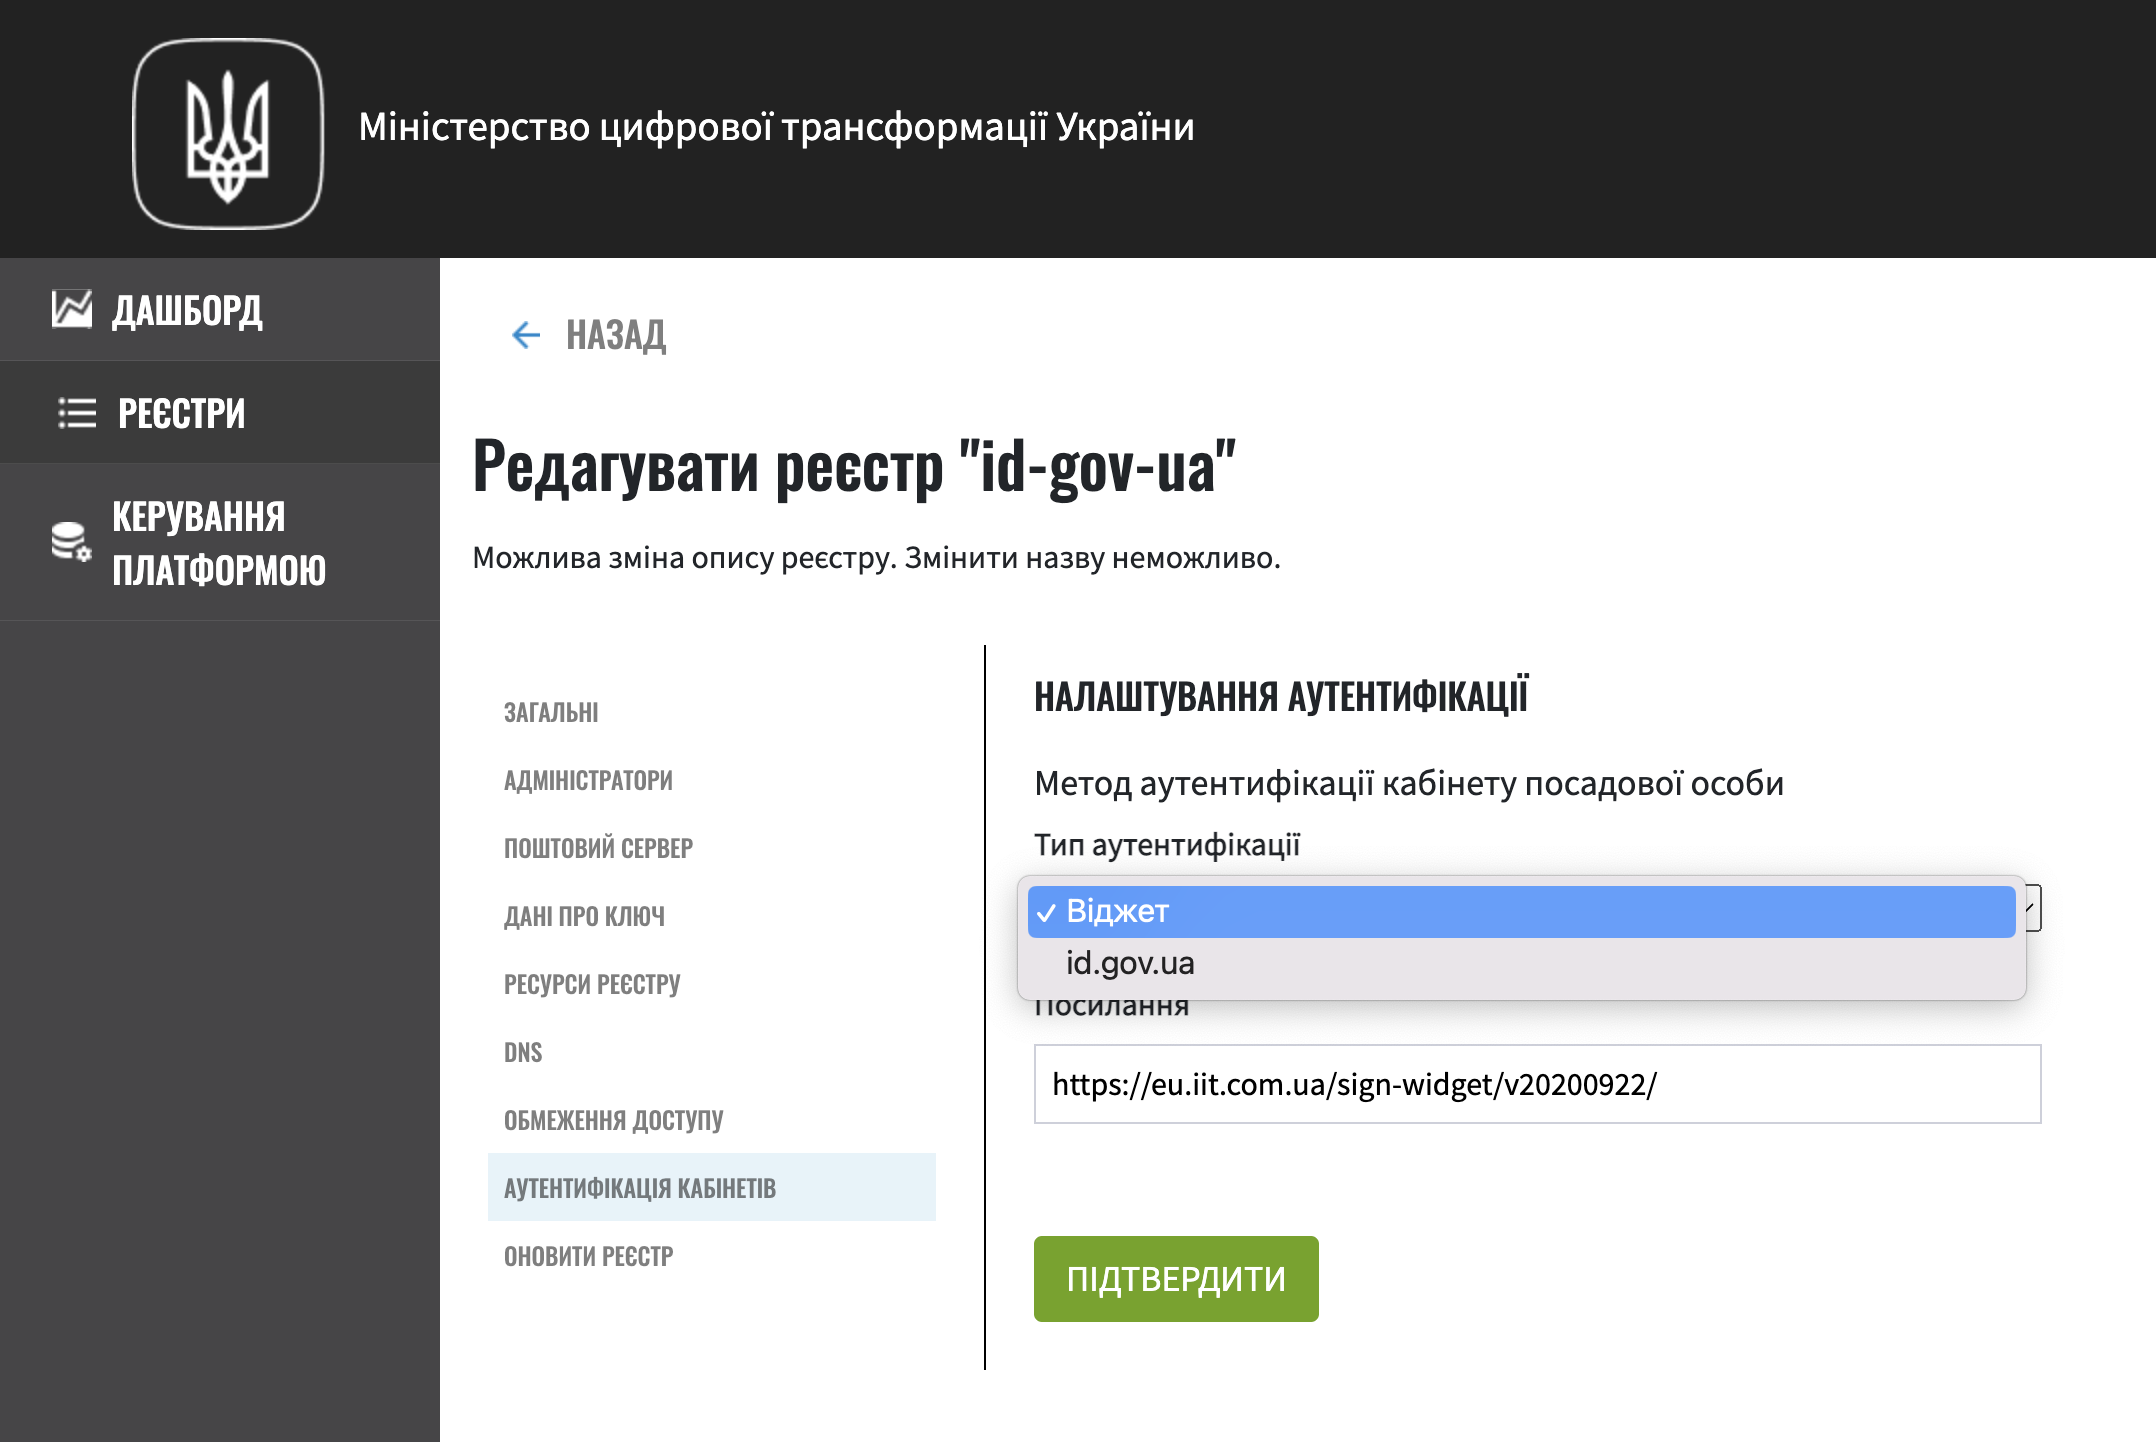 Міністерство цифрової трансформації України
ДАШБОРД
РЕЄСТРИ
КЕРУВАННЯ
ПЛАТФОРМОЮ
НАЗАД
Редагувати реєстр "id-gov-ua"
Можлива зміна опису реєстру. Змінити назву неможливо.
ЗАГАЛЬНІ
АДМІНІСТРАТОРИ
ПОШТОВИЙ СЕРВЕР
ДАНІ ПРО КЛЮЧ
РЕСУРСИ РЕЄСТРУ
DNS
ОБМЕЖЕННЯ ДОСТУПУ
АУТЕНТИФІКАЦІЯ КАБІНЕТІВ
ОНОВИТИ РЕЄСТР
НАЛАШТУВАННЯ АУТЕНТИФІКАЦІЇ
Метод аутентифікації кабінету посадової особи
Тип аутентифікації
✓ Віджет
id.gov.ua
Посилання
https://eu.iit.com.ua/sign-widget/v20200922/
ПІДТВЕРДИТИ